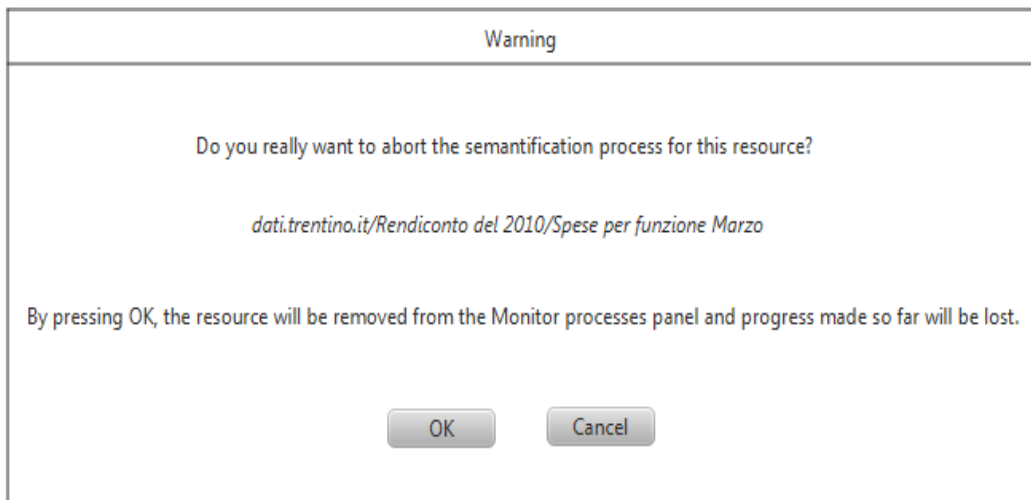 Warning
Do you really want to abort the semantification process for this resource?
dati.trentino.it/Rendiconto del 2010/Spese per funzione Marzo
By pressing OK, the resource will be removed from the Monitor processes panel and progress made so far will be lost.
OK Cancel